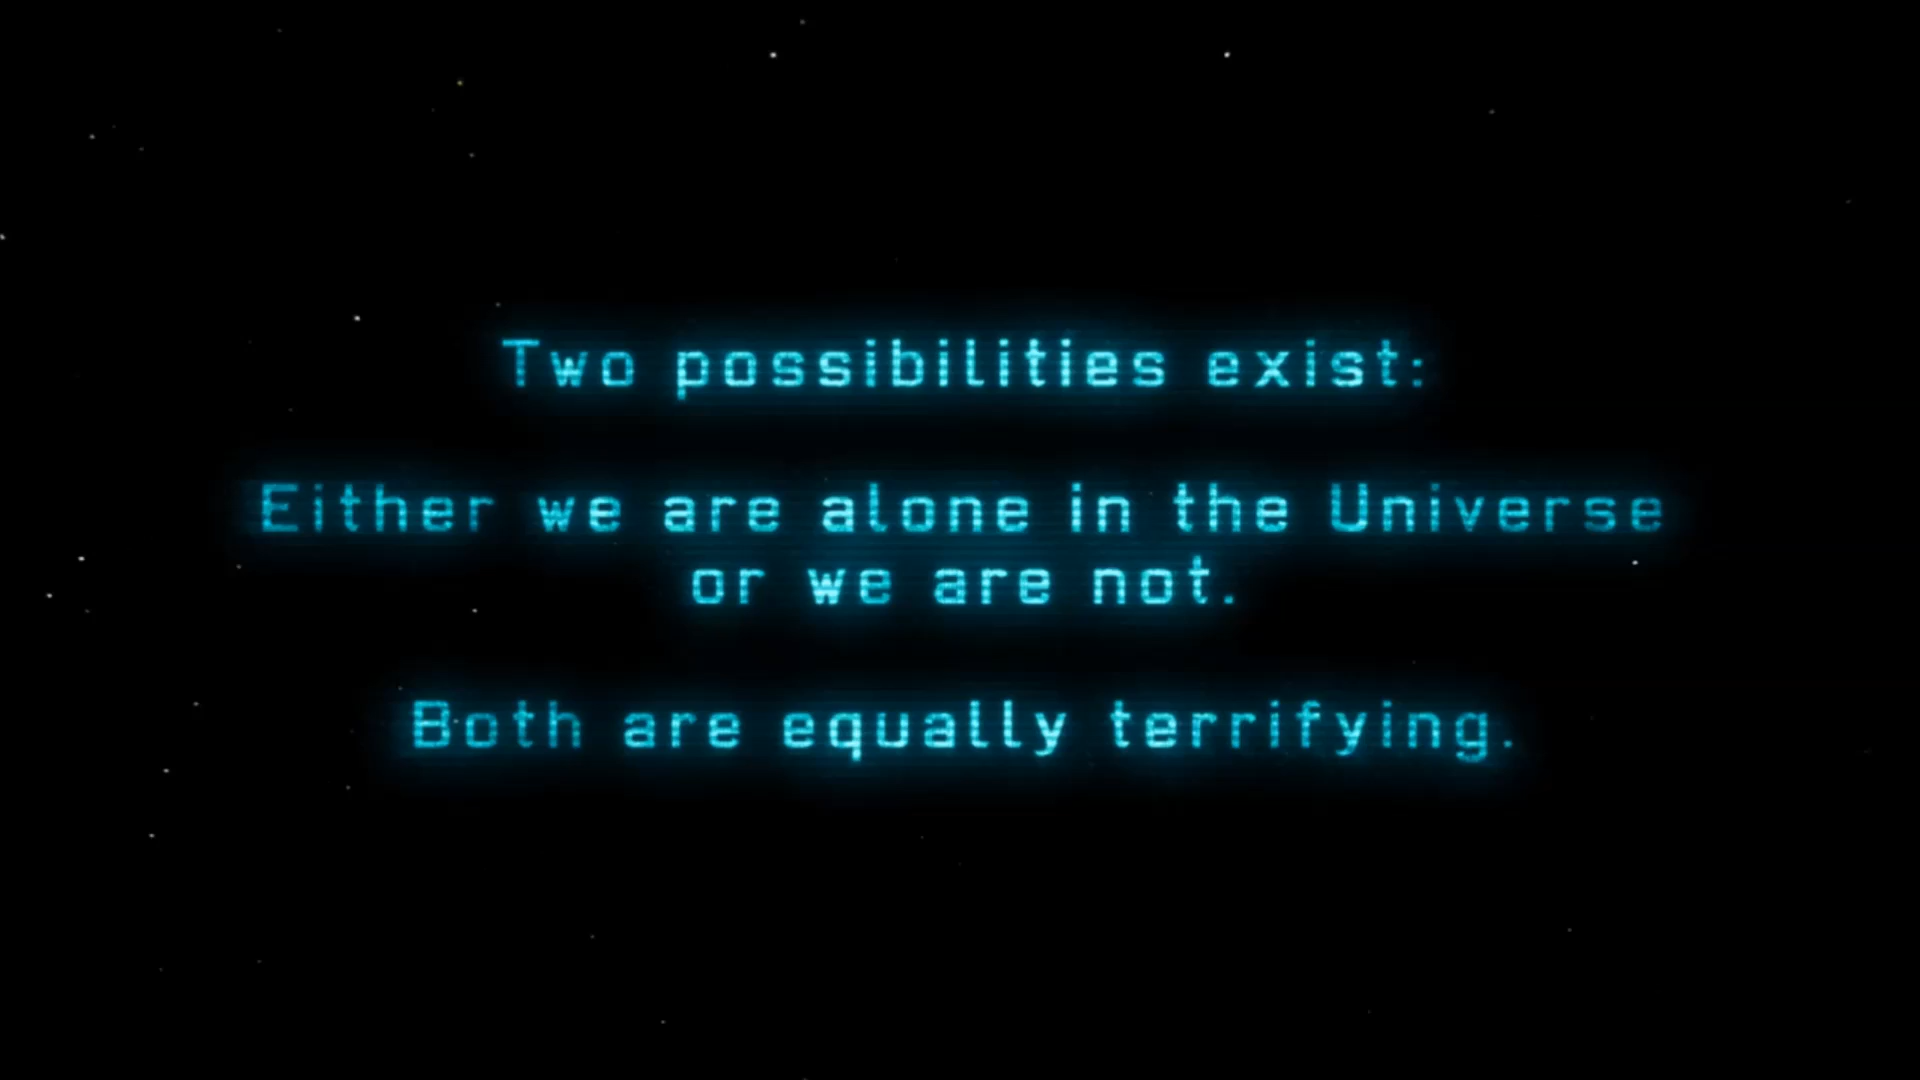 Two possibilities exist:
Either we are alone in the Universe
or we are not.
Both are equally terrifying.